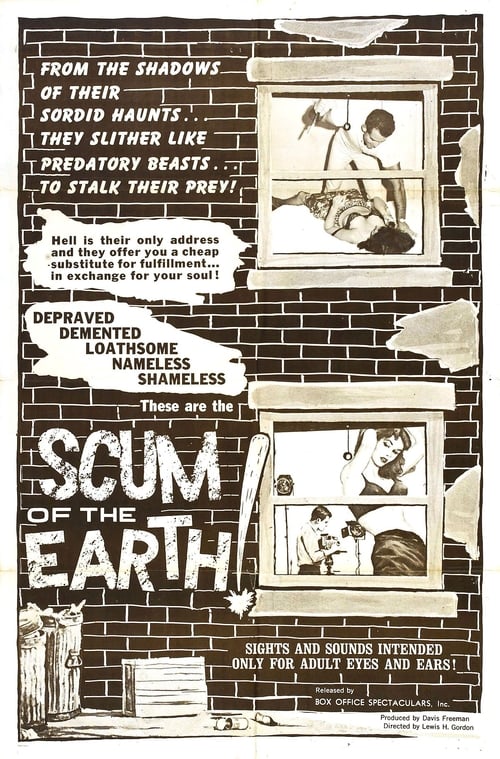 FROM THE SHADOWS
OF THEIR
SORDID HAUNTS...
THEY SLITHER LIKE
PREDATORY BEASTS...
TO STALK THEIR PREY!
Hell is their only address
and they offer you a cheap
substitute for fulfillment...
in exchange for your soul!
DEPRAVED
DEMENTED
LOATHSOME
NAMELESS
SHAMELESS
These are the
SCUM
OF THE
EARTH!
SIGHTS AND SOUNDS INTENDED
ONLY FOR ADULT EYES AND EARS!
Released by
BOX OFFICE SPECTACULARS, Inc.
Produced by Davis Freeman
Directed by Lewis H. Gordon